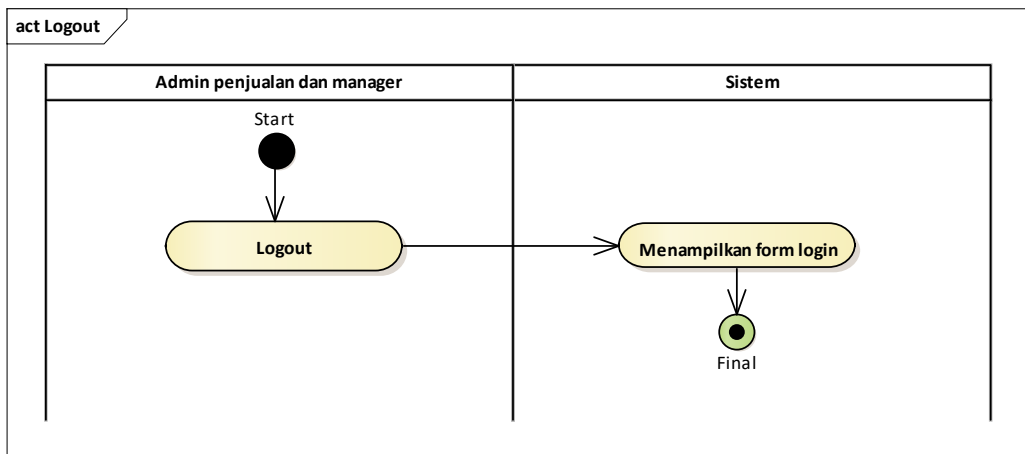 act Logout
Admin penjualan dan manager
Sistem
Start
Logout
Menampilkan form login
Final